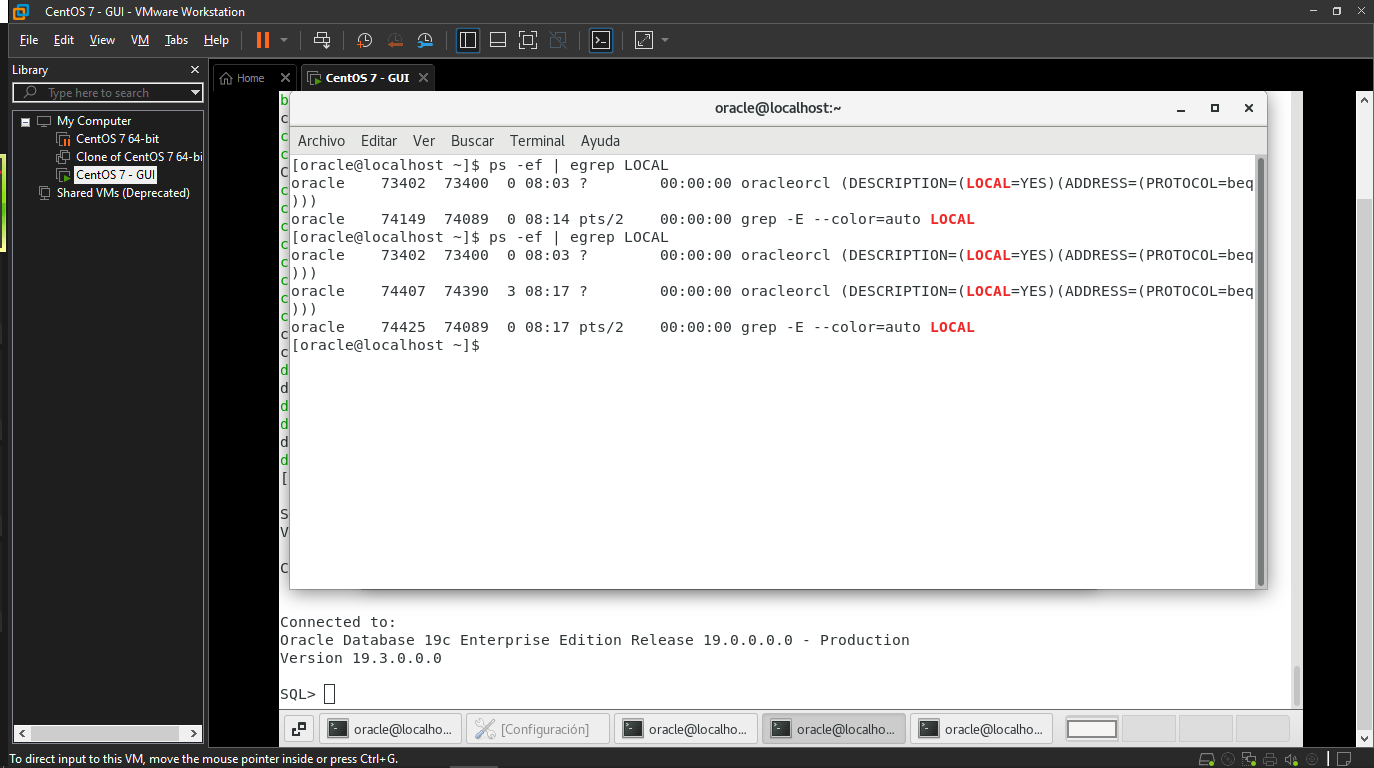 CentOS 7 - GUI - VMware Workstation
File Edit View VM Tabs Help
Library
Type here to search
My Computer
CentOS 7 64-bit
Clone of CentOS 7 64-bi
CentOS 7 - GUI
Shared VMs (Deprecated)
Home
CentOS 7 - GUI
oracle@localhost:~
Archivo Editar Ver Buscar Terminal Ayuda
[oracle@localhost ~]$ ps -ef | egrep LOCAL
oracle 73402 73400 0 08:03 ? 00:00:00 oracleorcl (DESCRIPTION=(LOCAL=YES)(ADDRESS=(PROTOCOL=beq
)))
oracle 74149 74089 0 08:14 pts/2 00:00:00 grep -E --color=auto LOCAL
[oracle@localhost ~]$ ps -ef | egrep LOCAL
oracle 73402 73400 0 08:03 ? 00:00:00 oracleorcl (DESCRIPTION=(LOCAL=YES)(ADDRESS=(PROTOCOL=beq
)))
oracle 74407 74390 3 08:17 ? 00:00:00 oracleorcl (DESCRIPTION=(LOCAL=YES)(ADDRESS=(PROTOCOL=beq
)))
oracle 74425 74089 0 08:17 pts/2 00:00:00 grep -E --color=auto LOCAL
[oracle@localhost ~]$
Connected to:
Oracle Database 19c Enterprise Edition Release 19.0.0.0.0 - Production
Version 19.3.0.0.0
SQL>
oracle@localho...
[Configuración]
oracle@localho...
oracle@localho...
oracle@localho...
To direct input to this VM, move the mouse pointer inside or press Ctrl+G.